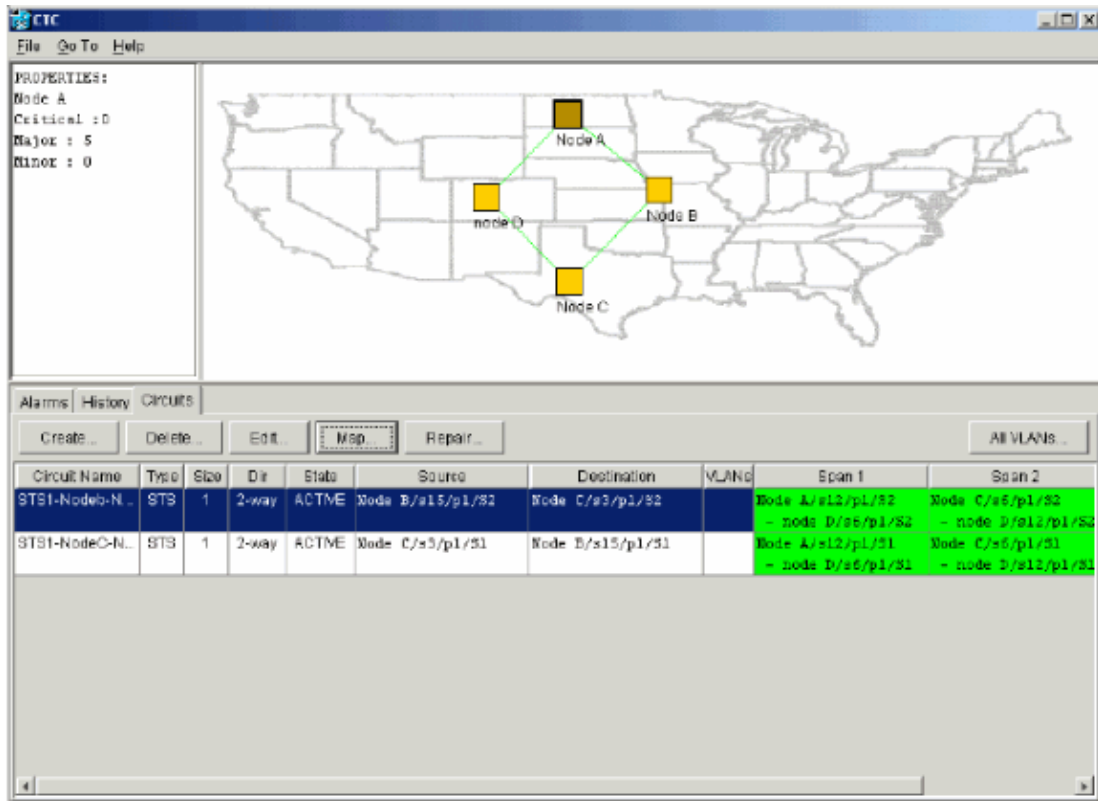 CTC
File Go To Help
PROPERTIES:
Node A
Critical :0
Major : 5
Minor : 0
Node A
node D
Node B
Node C
Alarms History Circuits
Create... Delete... Edit... Map... Repair... All VLANs...
Circuit Name Type Size Dir State Source Destination VLANs Span 1 Span 2
STS1-Nodeb-N... STS 1 2-way ACTIVE Node B/s15/p1/S2 Node C/s3/p1/S2 Node A/s12/p1/S2 Node C/s6/p1/S2
- node D/s6/p1/S2 - node D/s12/p1/S2
STS1-NodeC-N... STS 1 2-way ACTIVE Node C/s3/p1/S1 Node B/s15/p1/S1 Node A/s12/p1/S1 Node C/s6/p1/S1
- node D/s6/p1/S1 - node D/s12/p1/S1